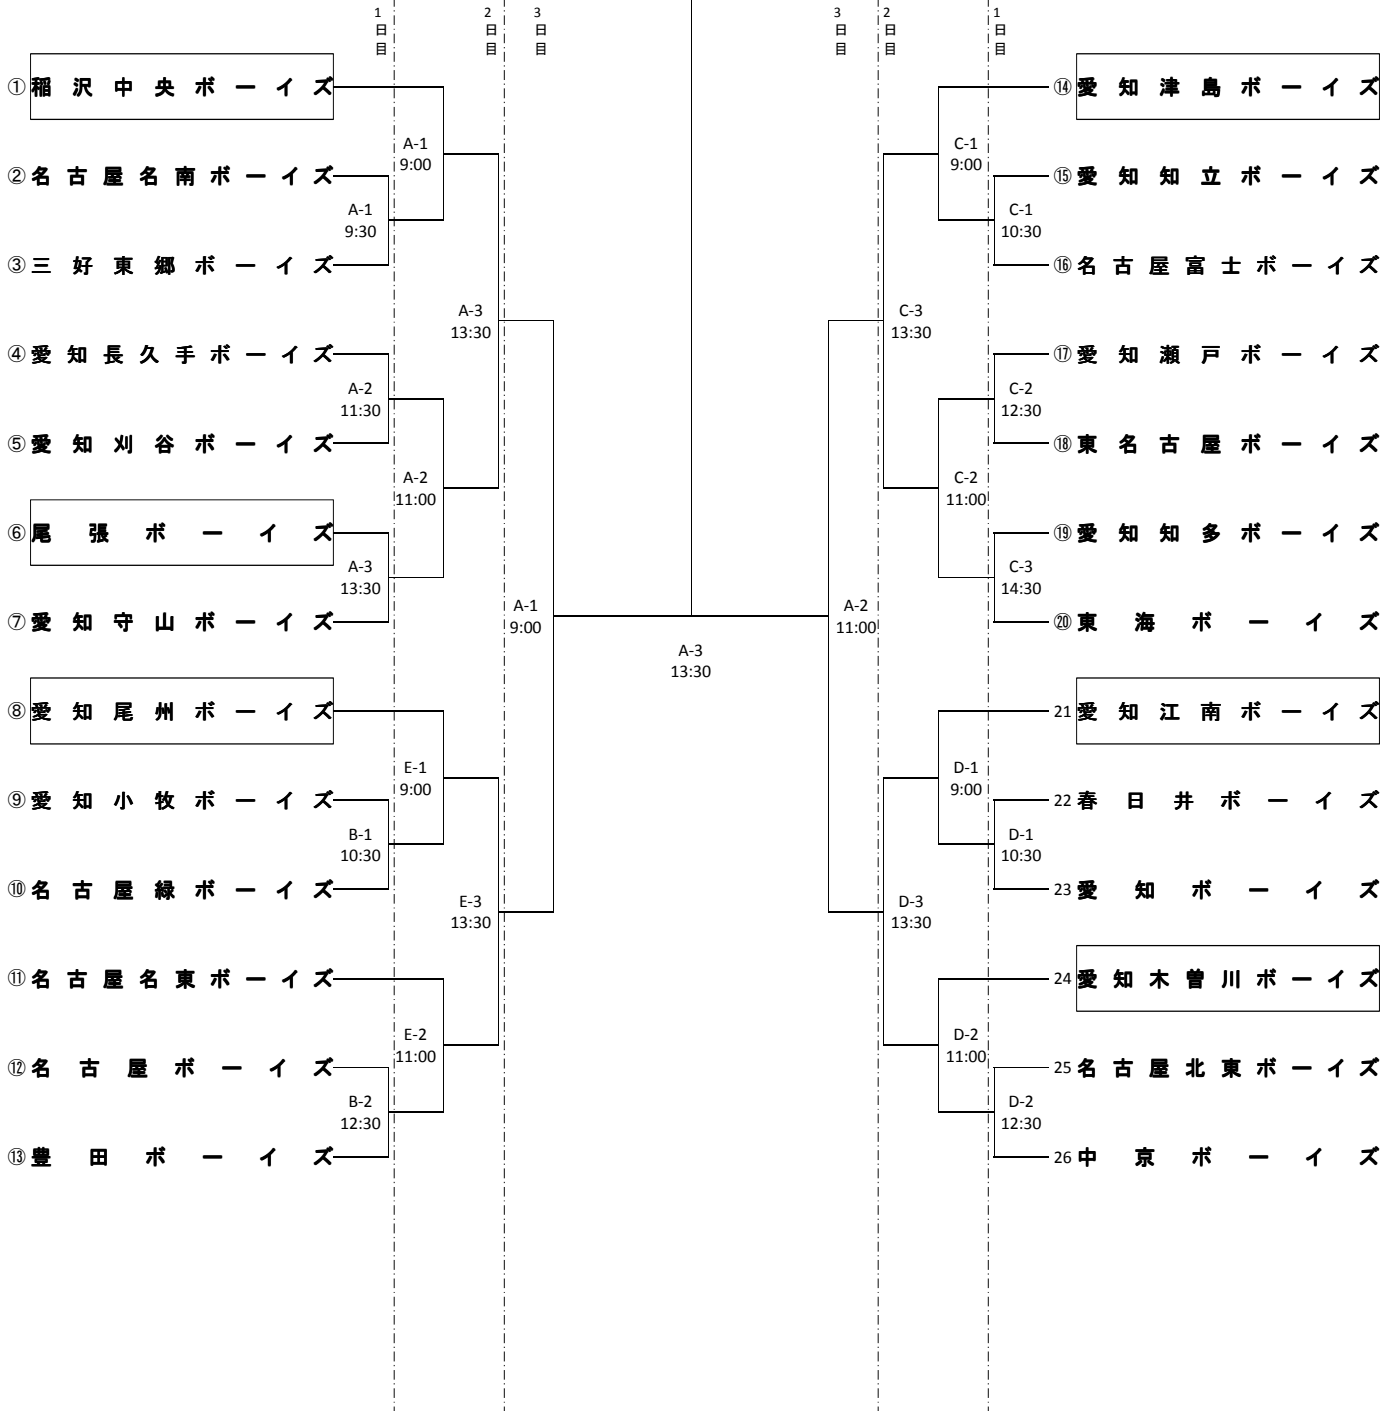 1日目
2日目
3日目
3日目
2日目
1日目
①稲沢中央ボーイズ
A-1
9:00
②名古屋名南ボーイズ
A-1
9:30
③三好東郷ボーイズ
A-3
13:30
④愛知長久手ボーイズ
A-2
11:30
⑤愛知刈谷ボーイズ
A-2
11:00
⑥尾張ボーイズ
A-3
13:30
⑦愛知守山ボーイズ
A-1
9:00
⑧愛知尾州ボーイズ
E-1
9:00
⑨愛知小牧ボーイズ
B-1
10:30
⑩名古屋緑ボーイズ
E-3
13:30
⑪名古屋名東ボーイズ
E-2
11:00
⑫名古屋ボーイズ
B-2
12:30
⑬豊田ボーイズ
A-3
13:30
⑭愛知津島ボーイズ
C-1
9:00
⑮愛知知立ボーイズ
C-1
10:30
⑯名古屋富士ボーイズ
C-3
13:30
⑰愛知瀬戸ボーイズ
C-2
12:30
⑱東名古屋ボーイズ
C-2
11:00
⑲愛知知多ボーイズ
C-3
14:30
⑳東海ボーイズ
A-2
11:00
21愛知江南ボーイズ
D-1
9:00
22春日井ボーイズ
D-1
10:30
23愛知ボーイズ
D-3
13:30
24愛知木曽川ボーイズ
D-2
11:00
25名古屋北東ボーイズ
D-2
12:30
26中京ボーイズ